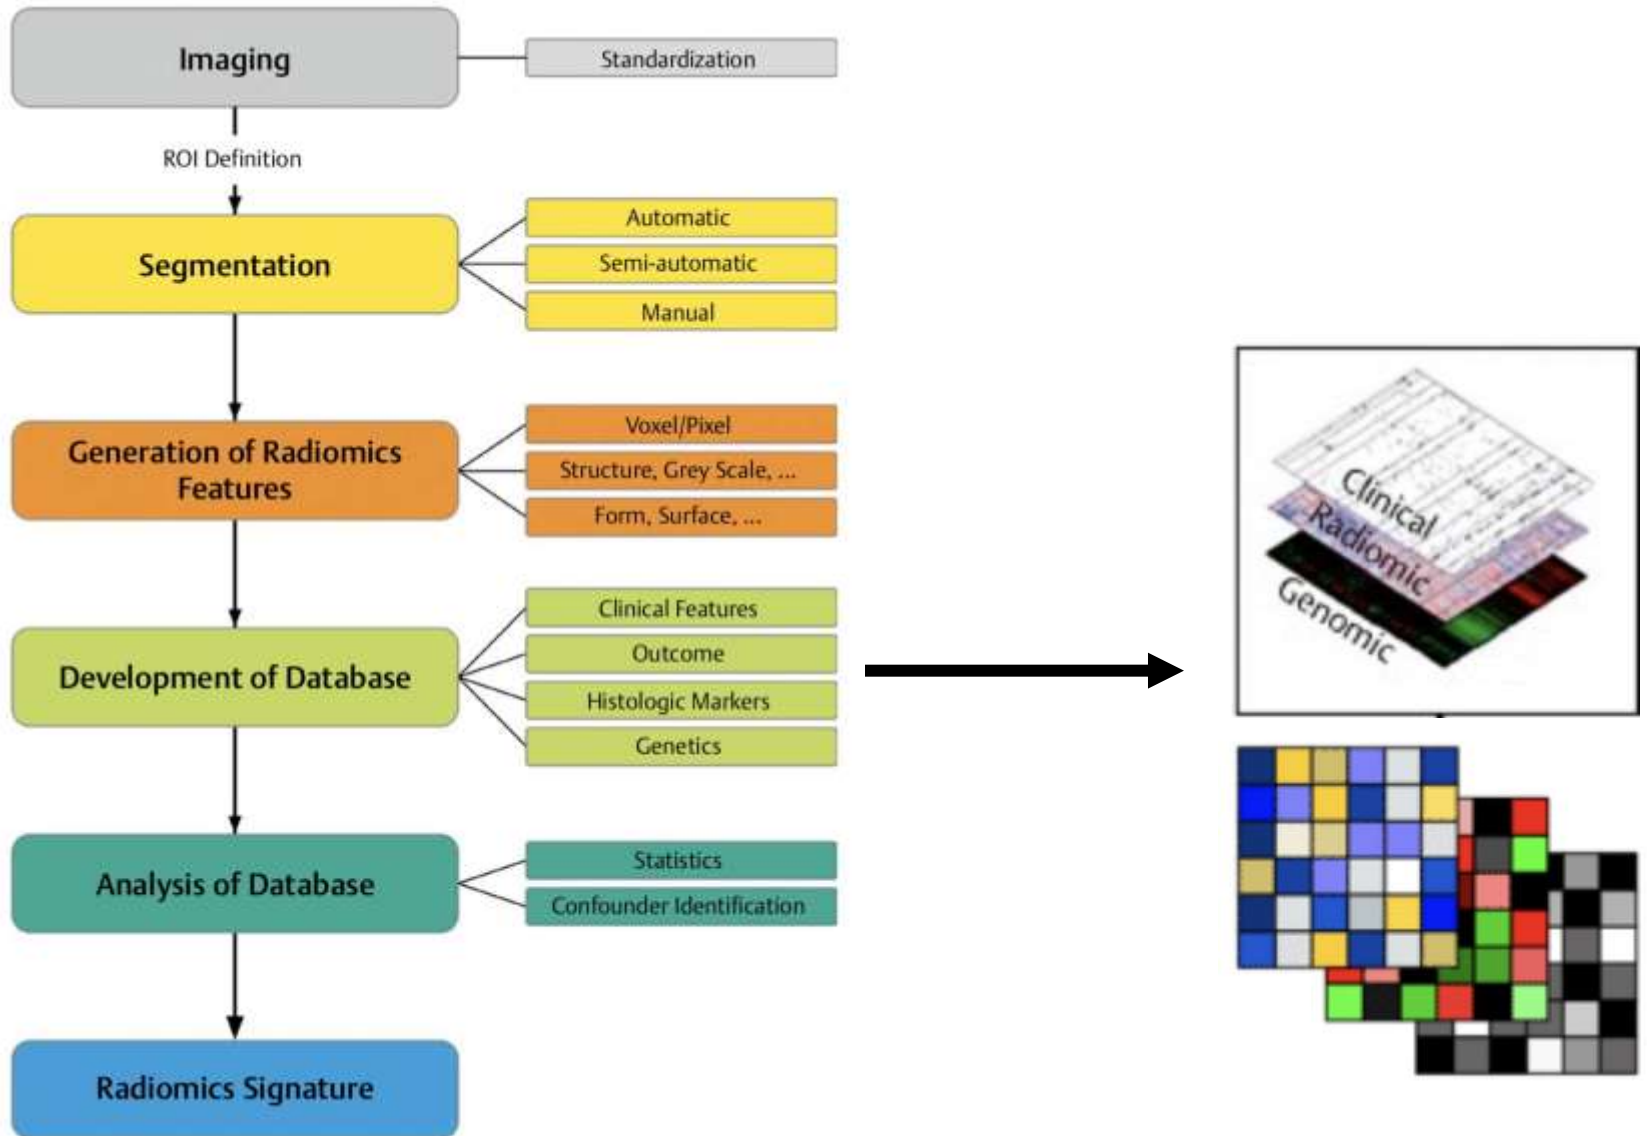 Imaging
Standardization
ROI Definition
Segmentation
Automatic
Semi-automatic
Manual
Generation of Radiomics
Features
Voxel/Pixel
Structure, Grey Scale, ...
Form, Surface, ...
Development of Database
Clinical Features
Outcome
Histologic Markers
Genetics
Clinical
Radiomic
Genomic
Analysis of Database
Statistics
Confounder Identification
Radiomics Signature